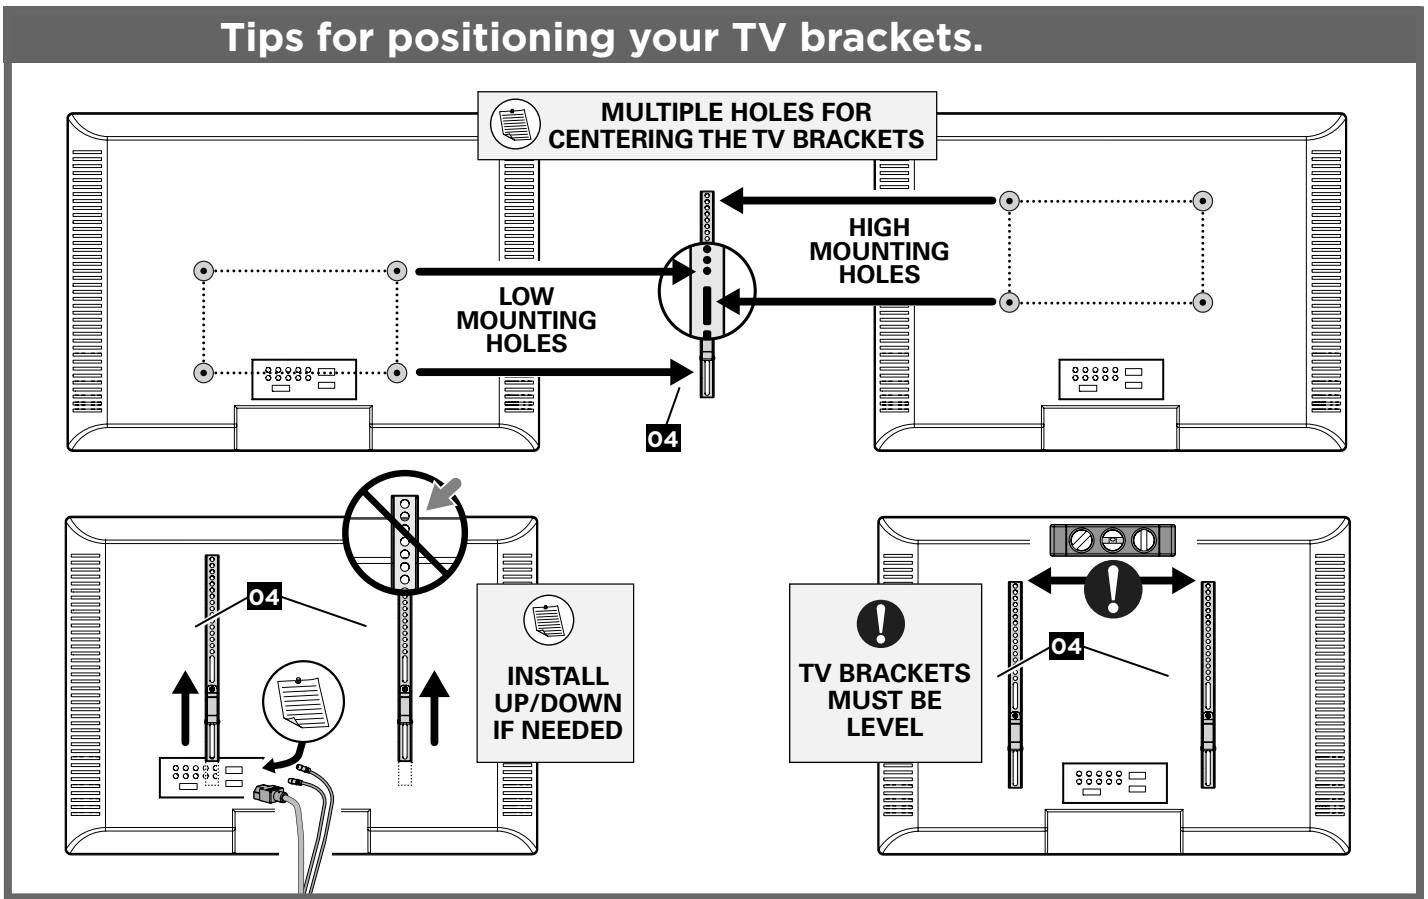 Tips for positioning your TV brackets.
MULTIPLE HOLES FOR
CENTERING THE TV BRACKETS
HIGH
MOUNTING
HOLES
LOW
MOUNTING
HOLES
04
04
INSTALL
UP/DOWN
IF NEEDED
TV BRACKETS
MUST BE
LEVEL
04